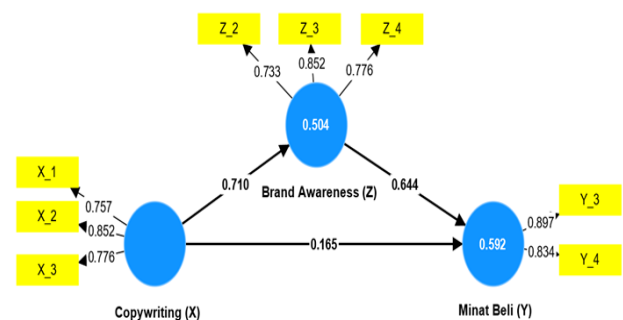 Z_2
Z_3
Z_4
0.733
0.852
0.776
0.504
Brand Awareness (Z)
0.710
0.644
X_1
X_2
X_3
0.757
0.852
0.776
0.165
0.592
0.897
0.834
Y_3
Y_4
Copywriting (X)
Minat Beli (Y)